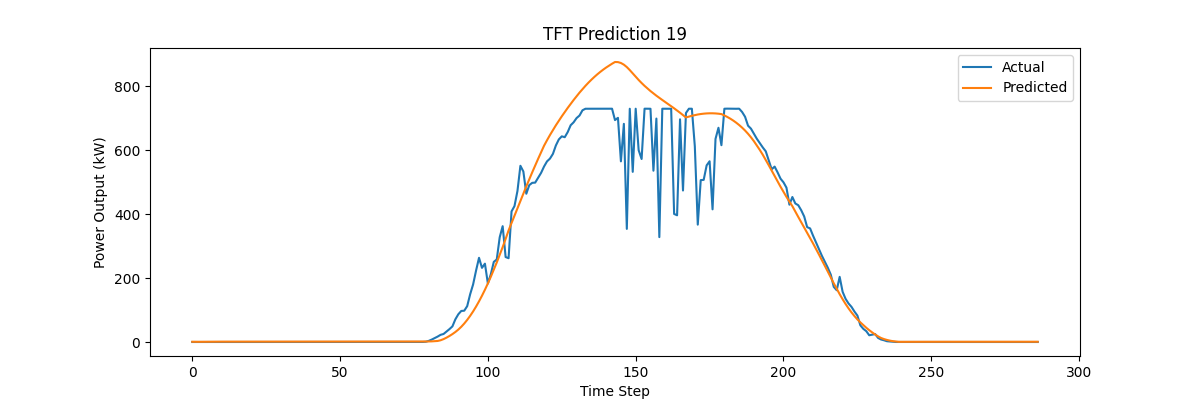 TFT Prediction 19
Actual
Predicted
Power Output (kW)
800
600
400
200
0
0 50 100 150 200 250 300
Time Step